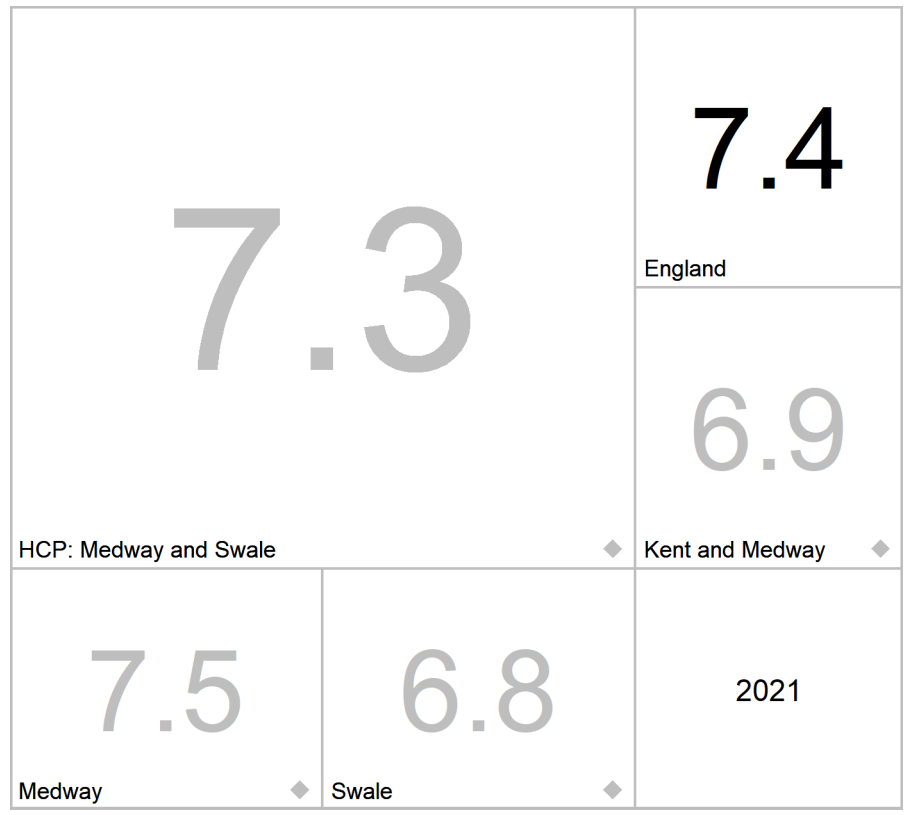 7.3
HCP: Medway and Swale
7.4
England
6.9
Kent and Medway
7.5
Medway
6.8
Swale
2021